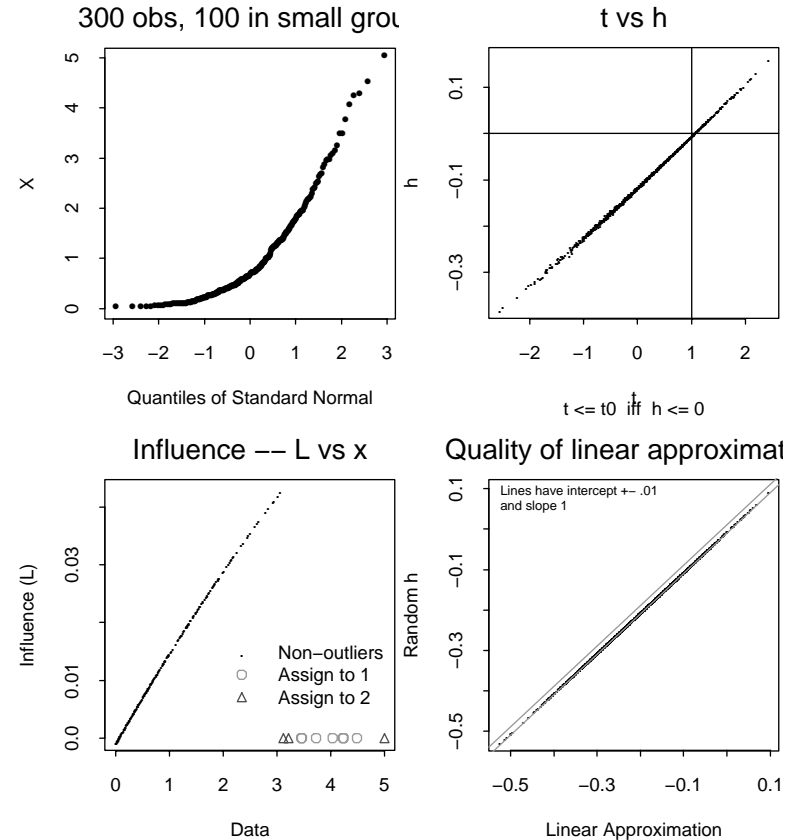 300 obs, 100 in small grou
X
5
4
3
2
1
0
−3 −2 −1 0 1 2 3
Quantiles of Standard Normal
t vs h
h
0.1
−0.1
−0.3
−2 −1 0 1 2
t
t <= t0 iff h <= 0
Influence −− L vs x
Influence (L)
0.03
0.01
0.0
Non−outliers
Assign to 1
Assign to 2
0 1 2 3 4 5
Data
Quality of linear approximat
Lines have intercept +− .01
and slope 1
Random h
0.1
−0.1
−0.3
−0.5
−0.5 −0.3 −0.1 0.1
Linear Approximation